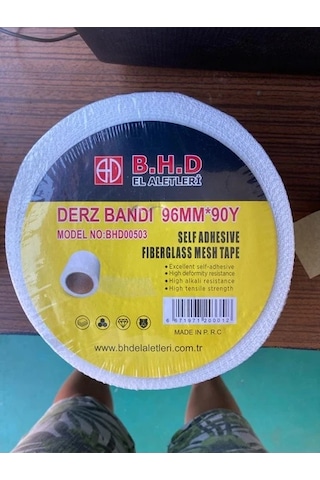 B.H.D
EL ALETLERİ
DERZ BANDI 96MM*90Y
MODEL NO:BHD00503
SELF ADHESIVE
FIBERGLASS MESH TAPE
• Excellent self-adhesive
• High deformity resistance
• High alkali resistance
• High tensile strength
MADE IN P. R.C
www.bhdelaletleri.com.tr